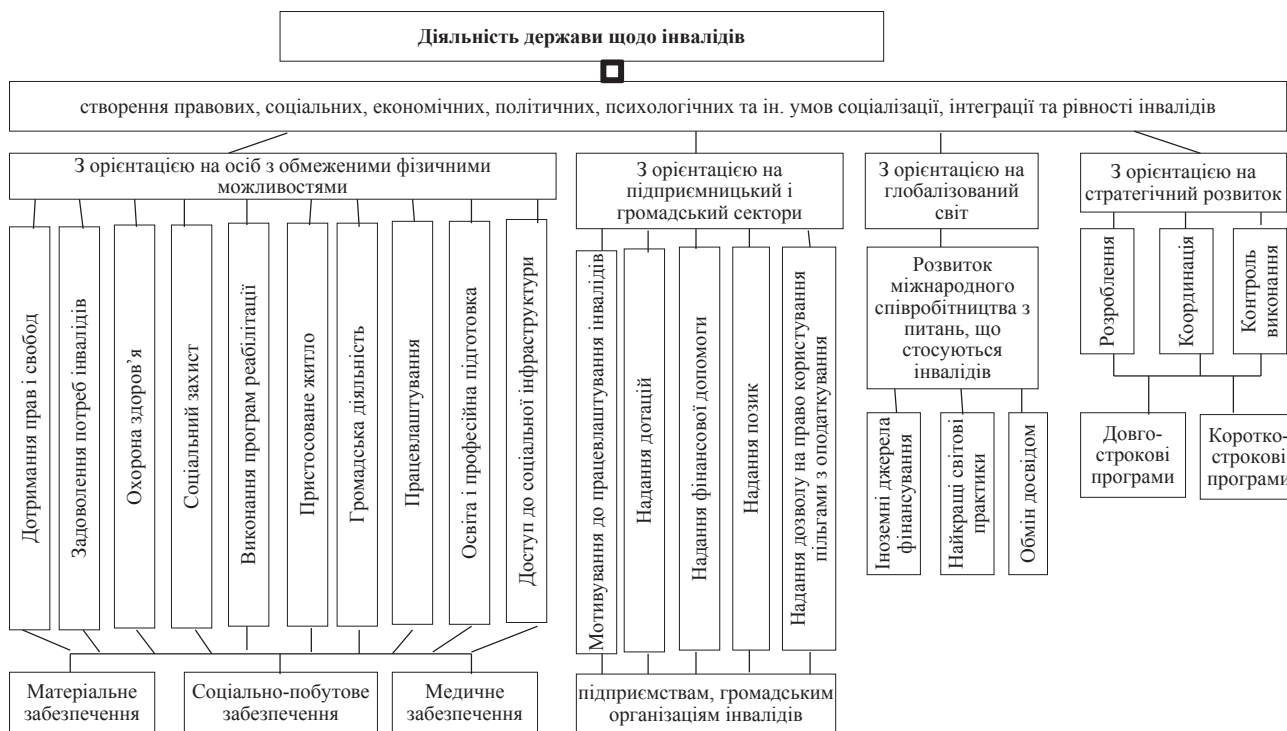 Діяльність держави щодо інвалідів
створення правових, соціальних, економічних, політичних, психологічних та ін. умов соціалізації, інтеграції та рівності інвалідів
З орієнтацією на осіб з обмеженими фізичними
можливостями
Дотримання прав і свобод
Задоволення потреб інвалідів
Охорона здоров’я
Соціальний захист
Виконання програм реабілітації
Пристосоване житло
Громадська діяльність
Працевлаштування
Освіта і професійна підготовка
Доступ до соціальної інфраструктури
Матеріальне
забезпечення
Соціально-побутове
забезпечення
Медичне
забезпечення
З орієнтацією на
підприємницький і
громадський сектори
Мотивування до працевлаштування інвалідів
Надання дотацій
Надання фінансової допомоги
Надання позик
Надання дозволу на право користування
пільгами з оподаткування
підприємствам, громадським
організаціям інвалідів
З орієнтацією на
глобалізований
світ
Розвиток
міжнародного
співробітництва з
питань, що
стосуються
інвалідів
Іноземні джерела
фінансування
Найкращі світові
практики
Обмін досвідом
З орієнтацією на
стратегічний розвиток
Розроблення
Координація
Контроль
виконання
Довго-
строкові
програми
Коротко-
строкові
програми